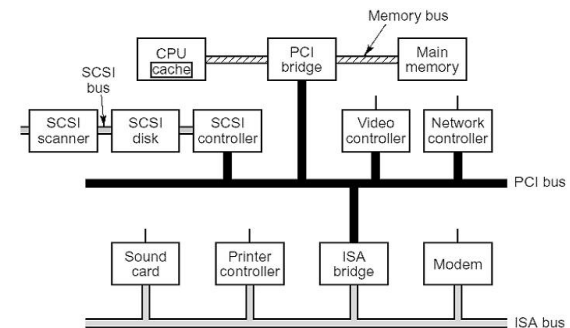 Memory bus
CPU
cache
PCI
bridge
Main
memory
SCSI
bus
SCSI
scanner
SCSI
disk
SCSI
controller
Video
controller
Network
controller
PCI bus
Sound
card
Printer
controller
ISA
bridge
Modem
ISA bus